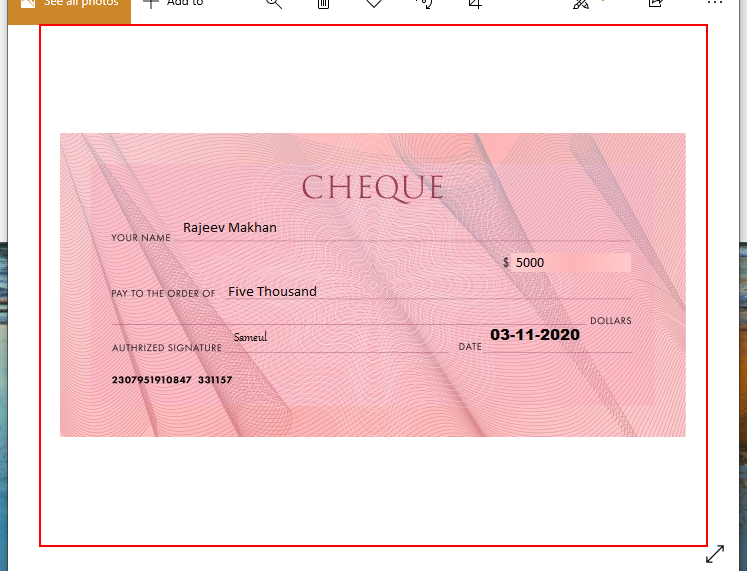 See all photos Add to
CHEQUE
YOUR NAME Rajeev Makhan
$ 5000
PAY TO THE ORDER OF Five Thousand
DOLLARS
AUTHRIZED SIGNATURE Sameul DATE 03-11-2020
2307951910847 331157